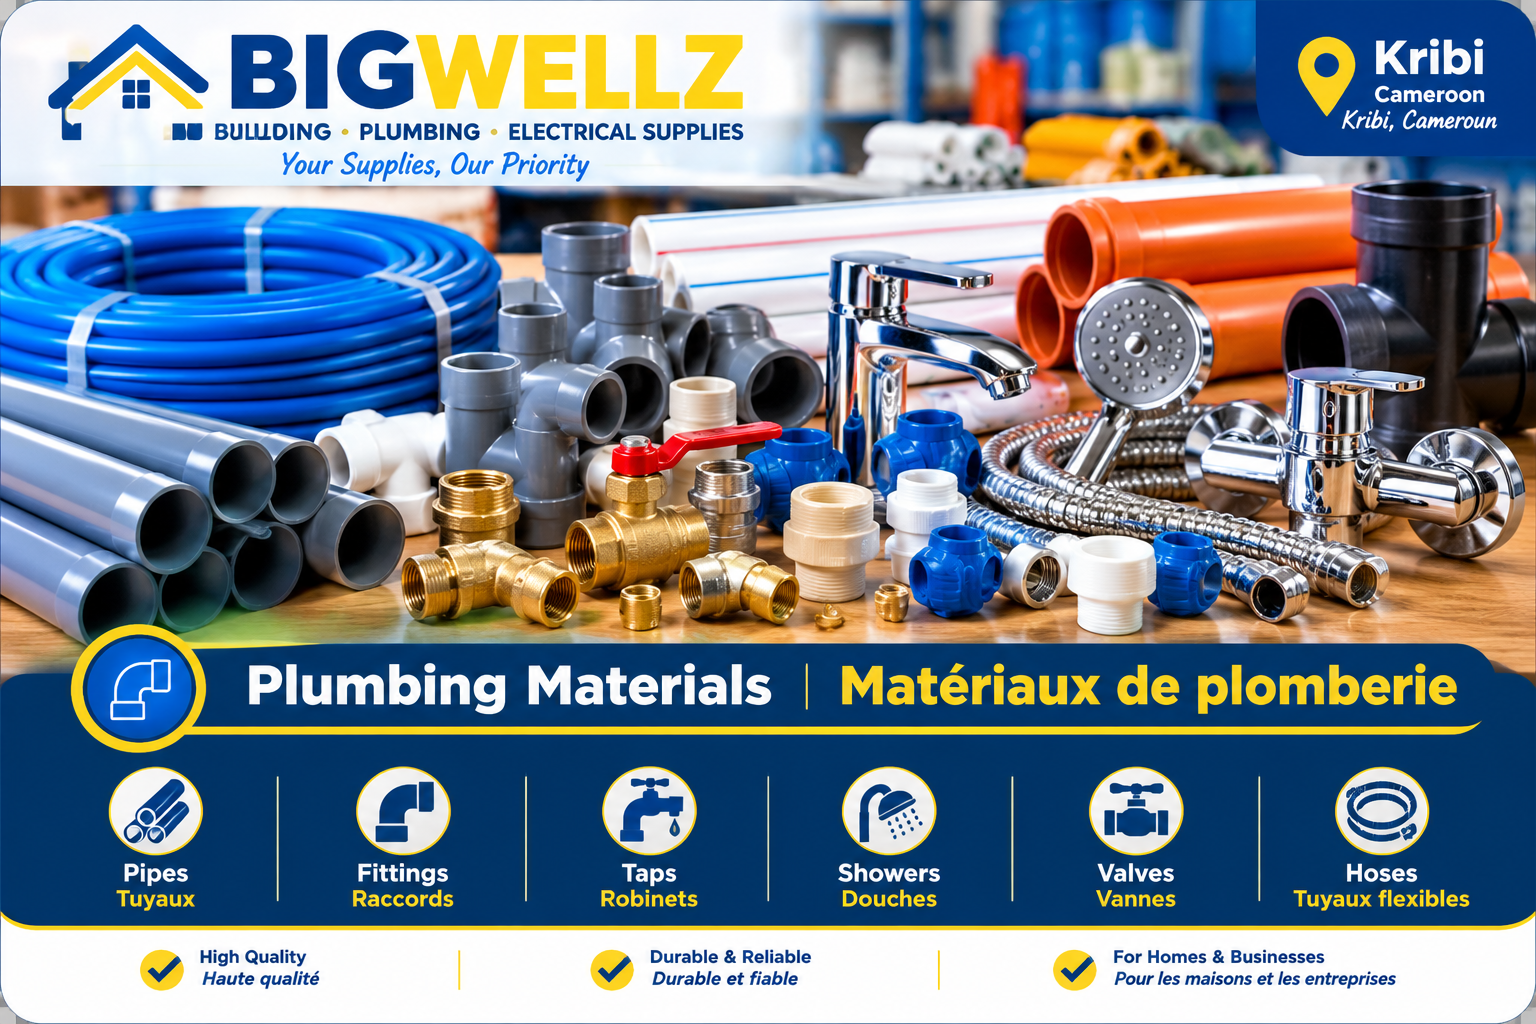 BIGWELLZ
BUILDING • PLUMBING • ELECTRICAL SUPPLIES
Your Supplies, Our Priority
Kribi
Cameroon
Kribi, Cameroun
Plumbing Materials | Matériaux de plomberie
Pipes
Tuyaux
Fittings
Raccords
Taps
Robinets
Showers
Douches
Valves
Vannes
Hoses
Tuyaux flexibles
High Quality
Haute qualité
Durable & Reliable
Durable et fiable
For Homes & Businesses
Pour les maisons et les entreprises